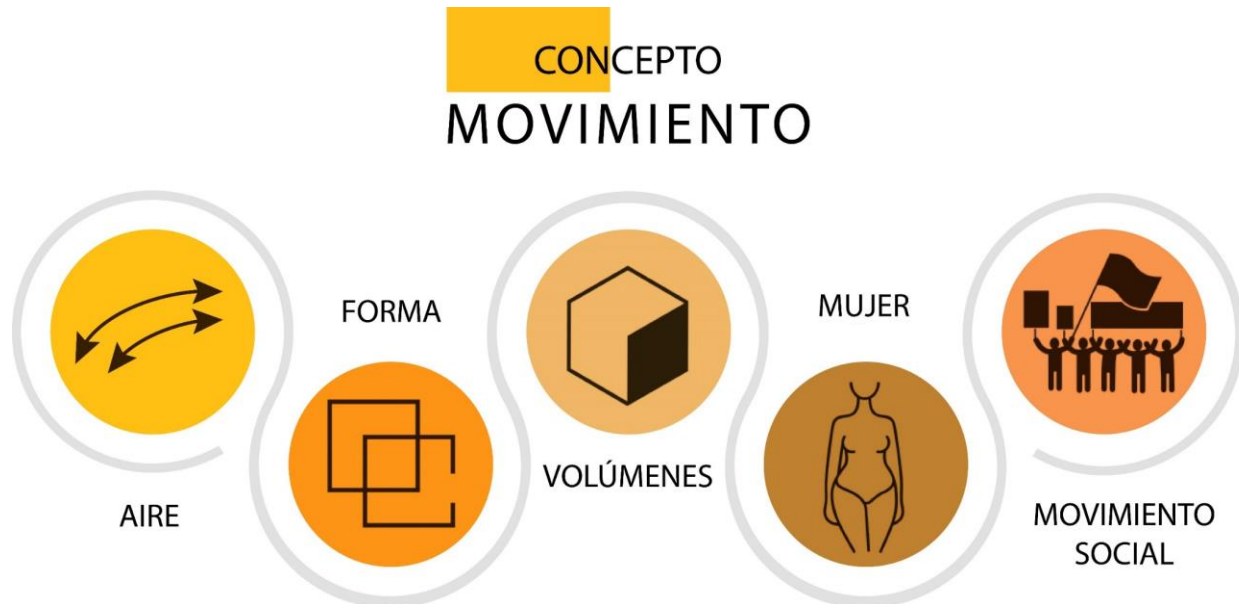 CONCEPTO
MOVIMIENTO
AIRE
FORMA
VOLÚMENES
MUJER
MOVIMIENTO
SOCIAL